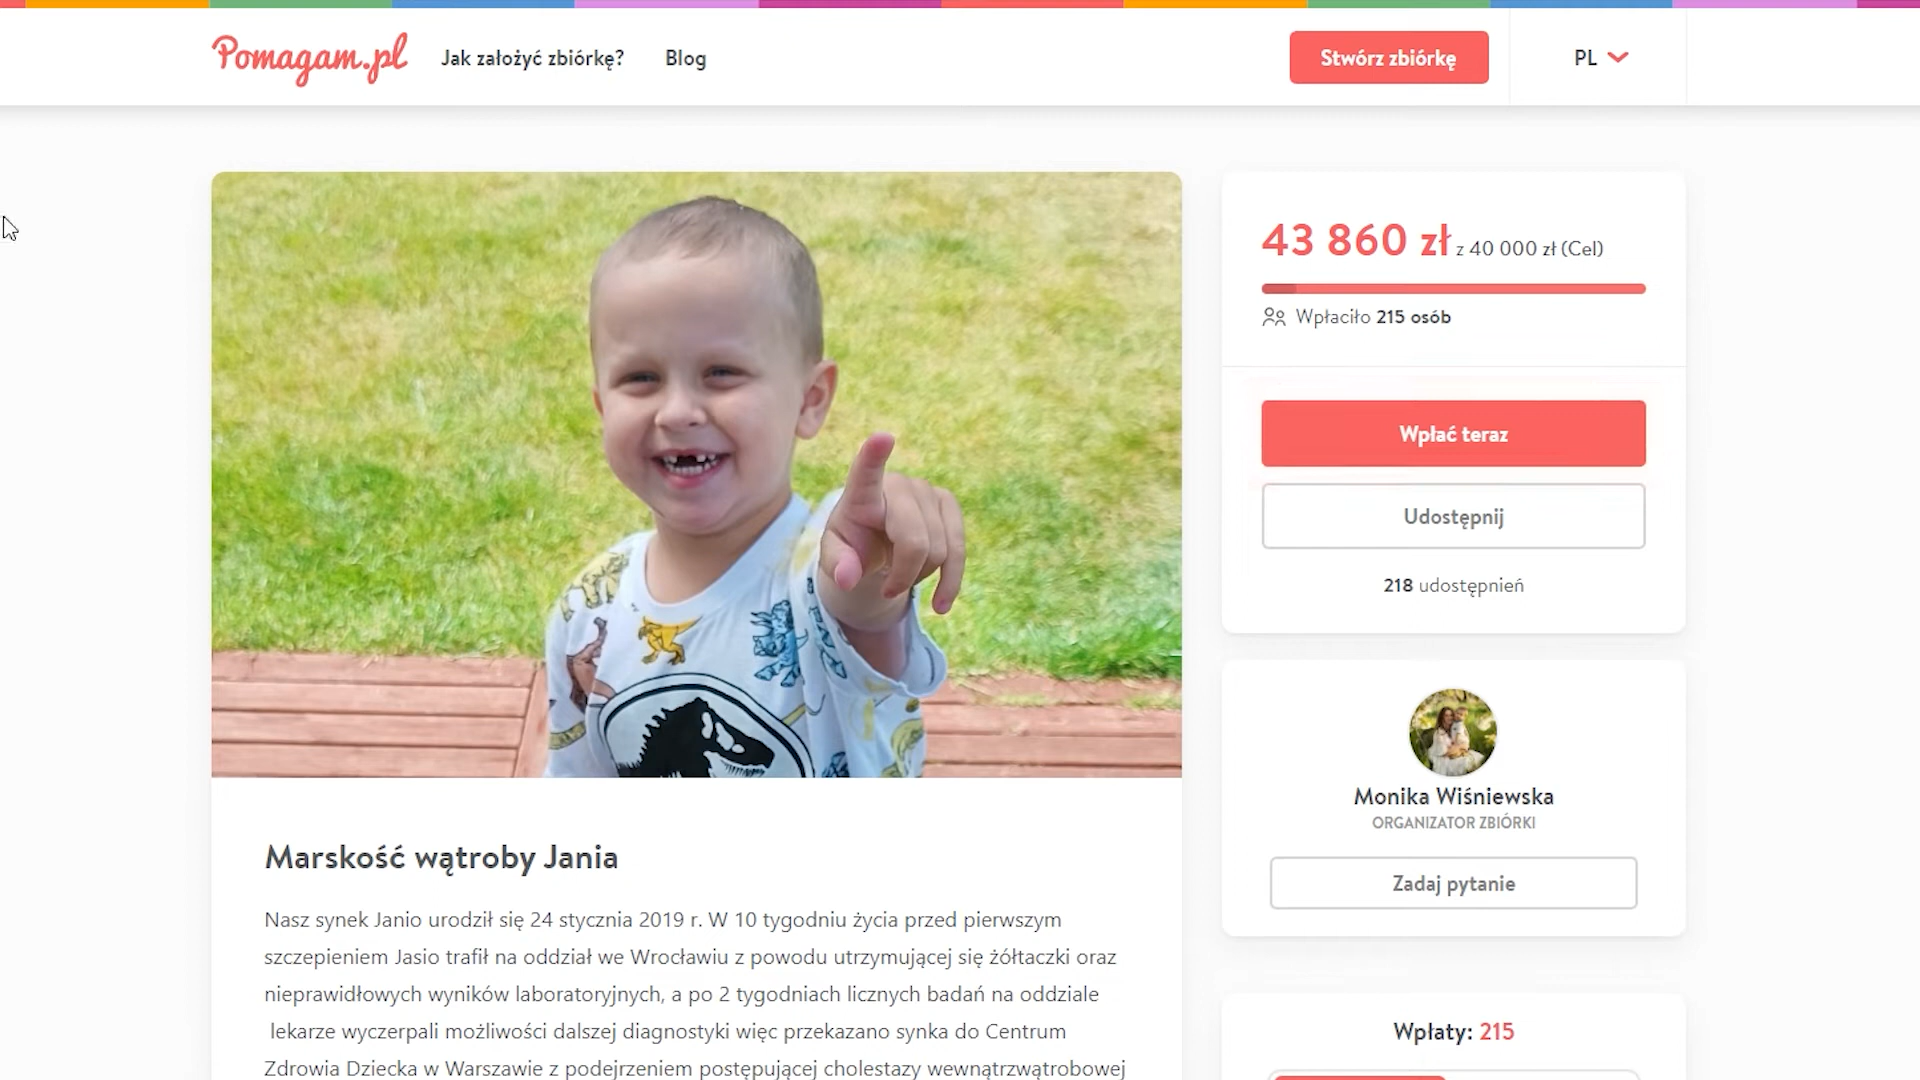 Pomagam.pl
Jak założyć zbiórkę?
Blog
Stwórz zbiórkę
PL
43 860 zł z 40 000 zł (Cel)
Wpłaciło 215 osób
Wpłać teraz
Udostępnij
218 udostępnień
Monika Wiśniewska
ORGANIZATOR ZBIÓRKI
Zadaj pytanie
Wpłaty: 215
Marskość wątroby Jania
Nasz synek Janio urodził się 24 stycznia 2019 r. W 10 tygodniu życia przed pierwszym
szczepieniem Jasio trafił na oddział we Wrocławiu z powodu utrzymującej się żółtaczki oraz
nieprawidłowych wyników laboratoryjnych, a po 2 tygodniach licznych badań na oddziale
lekarze wyczerpali możliwości dalszej diagnostyki więc przekazano synka do Centrum
Zdrowia Dziecka w Warszawie z podejrzeniem postępującej cholestazy wewnątrzwątrobowej